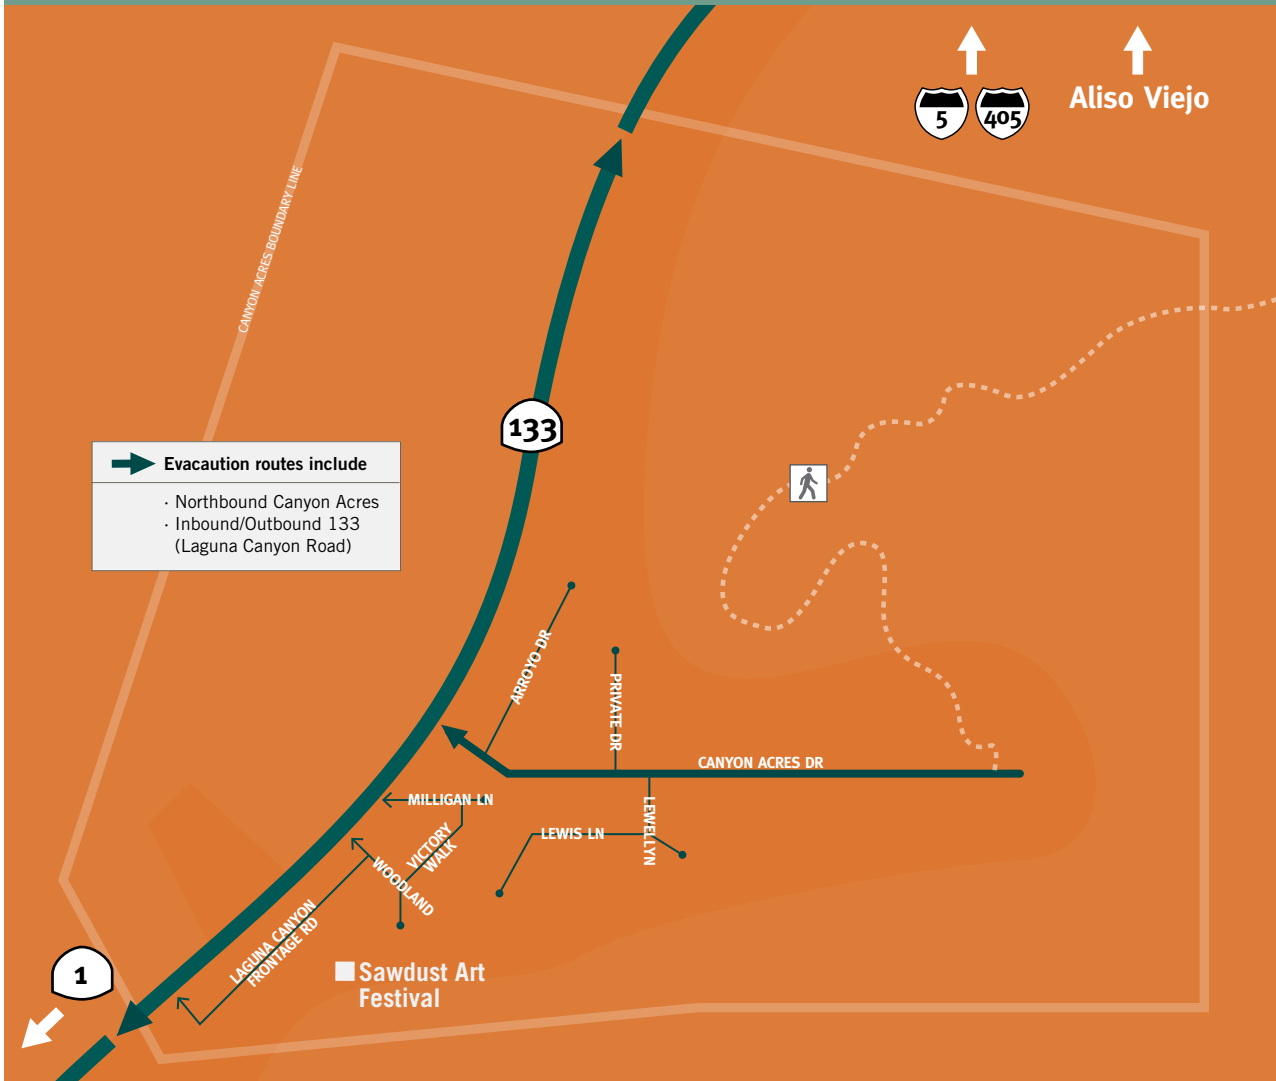 5
405
Aliso Viejo
CANYON ACRES BOUNDARY LINE
133
Evacaution routes include
· Northbound Canyon Acres
· Inbound/Outbound 133
(Laguna Canyon Road)
ARROYO DR
PRIVATE DR
CANYON ACRES DR
MILLIGAN LN
LEWELLYN
LEWIS LN
VICTORY
WALK
WOODLAND
LAGUNA CANYON
FRONTAGE RD
1
Sawdust Art
Festival